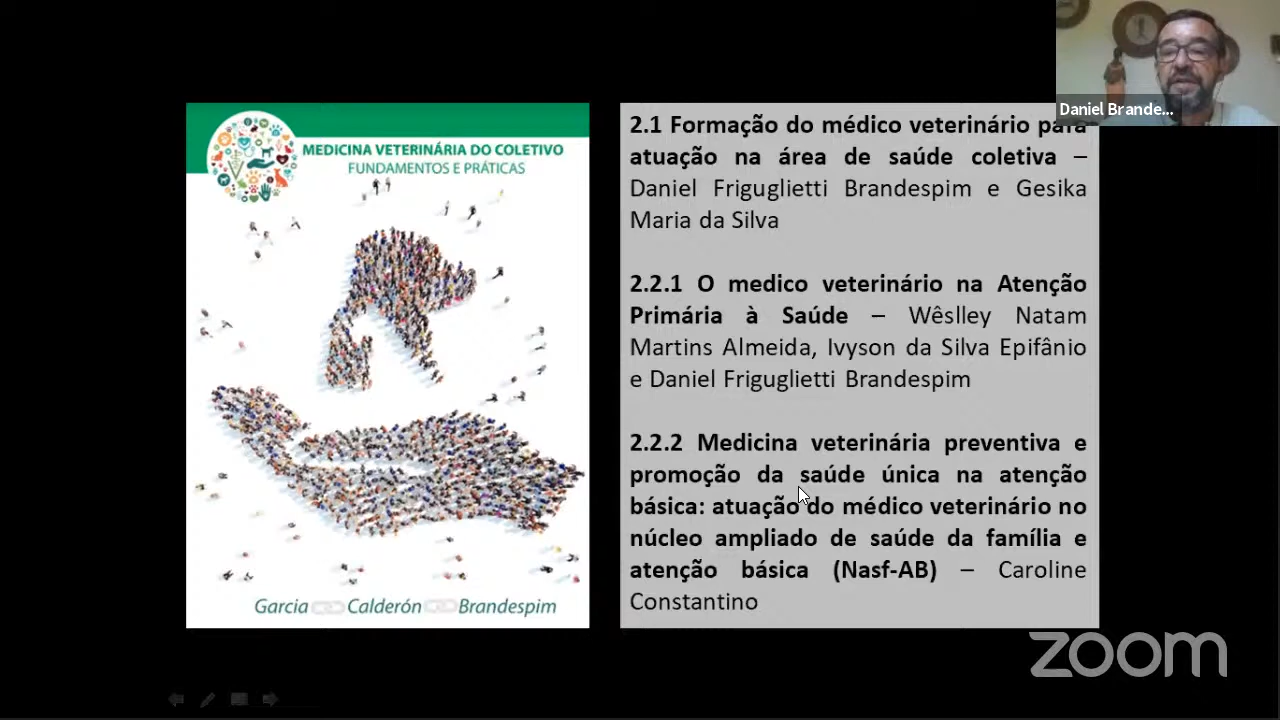 Daniel Brande...
MEDICINA VETERINÁRIA DO COLETIVO
FUNDAMENTOS E PRÁTICAS
Garcia Calderón Brandespim
2.1 Formação do médico veterinário para
atuação na área de saúde coletiva –
Daniel Friguglietti Brandespim e Gesika
Maria da Silva
2.2.1 O medico veterinário na Atenção
Primária à Saúde – Wêslley Natam
Martins Almeida, Ivyson da Silva Epifânio
e Daniel Friguglietti Brandespim
2.2.2 Medicina veterinária preventiva e
promoção da saúde única na atenção
básica: atuação do médico veterinário no
núcleo ampliado de saúde da família e
atenção básica (Nasf-AB) – Caroline
Constantino
zoom